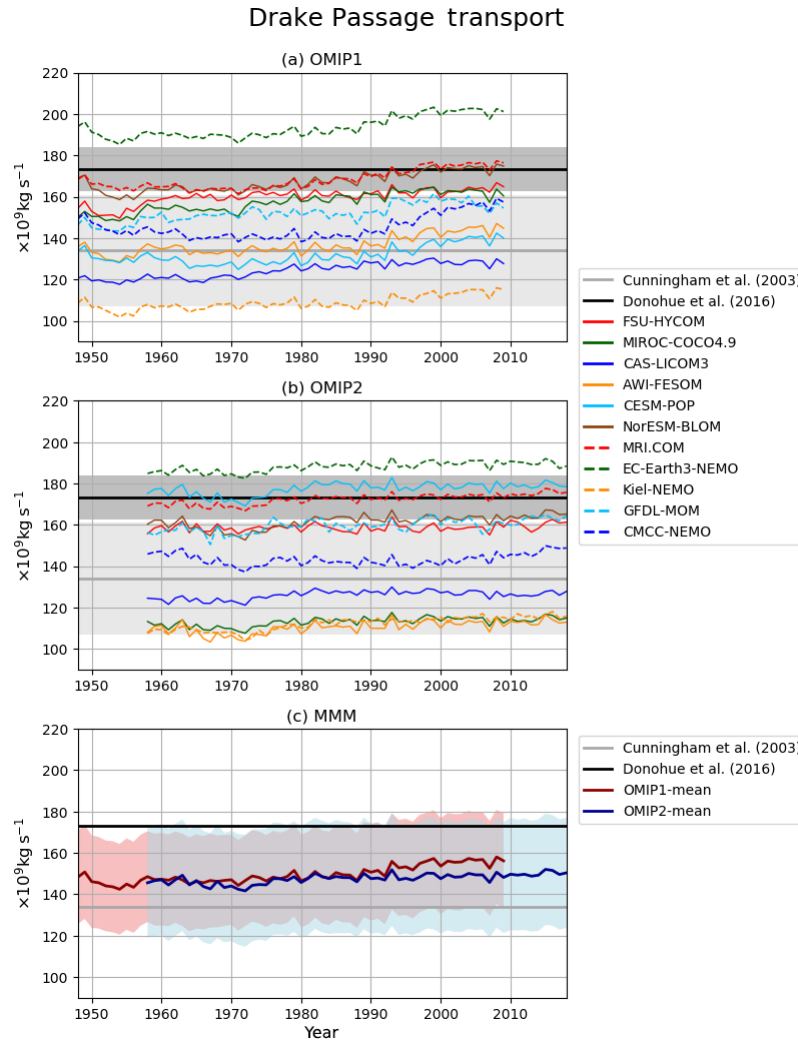 Drake Passage transport
(a) OMIP1
220
200
180
160
140
120
100
×10⁹kg s⁻¹
1950 1960 1970 1980 1990 2000 2010
Cunningham et al. (2003)
Donohue et al. (2016)
FSU-HYCOM
MIROC-COCO4.9
CAS-LICOM3
AWI-FESOM
CESM-POP
NorESM-BLOM
MRI.COM
EC-Earth3-NEMO
Kiel-NEMO
GFDL-MOM
CMCC-NEMO
(b) OMIP2
220
200
180
160
140
120
100
×10⁹kg s⁻¹
1950 1960 1970 1980 1990 2000 2010
(c) MMM
220
200
180
160
140
120
100
×10⁹kg s⁻¹
1950 1960 1970 1980 1990 2000 2010
Year
Cunningham et al. (2003)
Donohue et al. (2016)
OMIP1-mean
OMIP2-mean